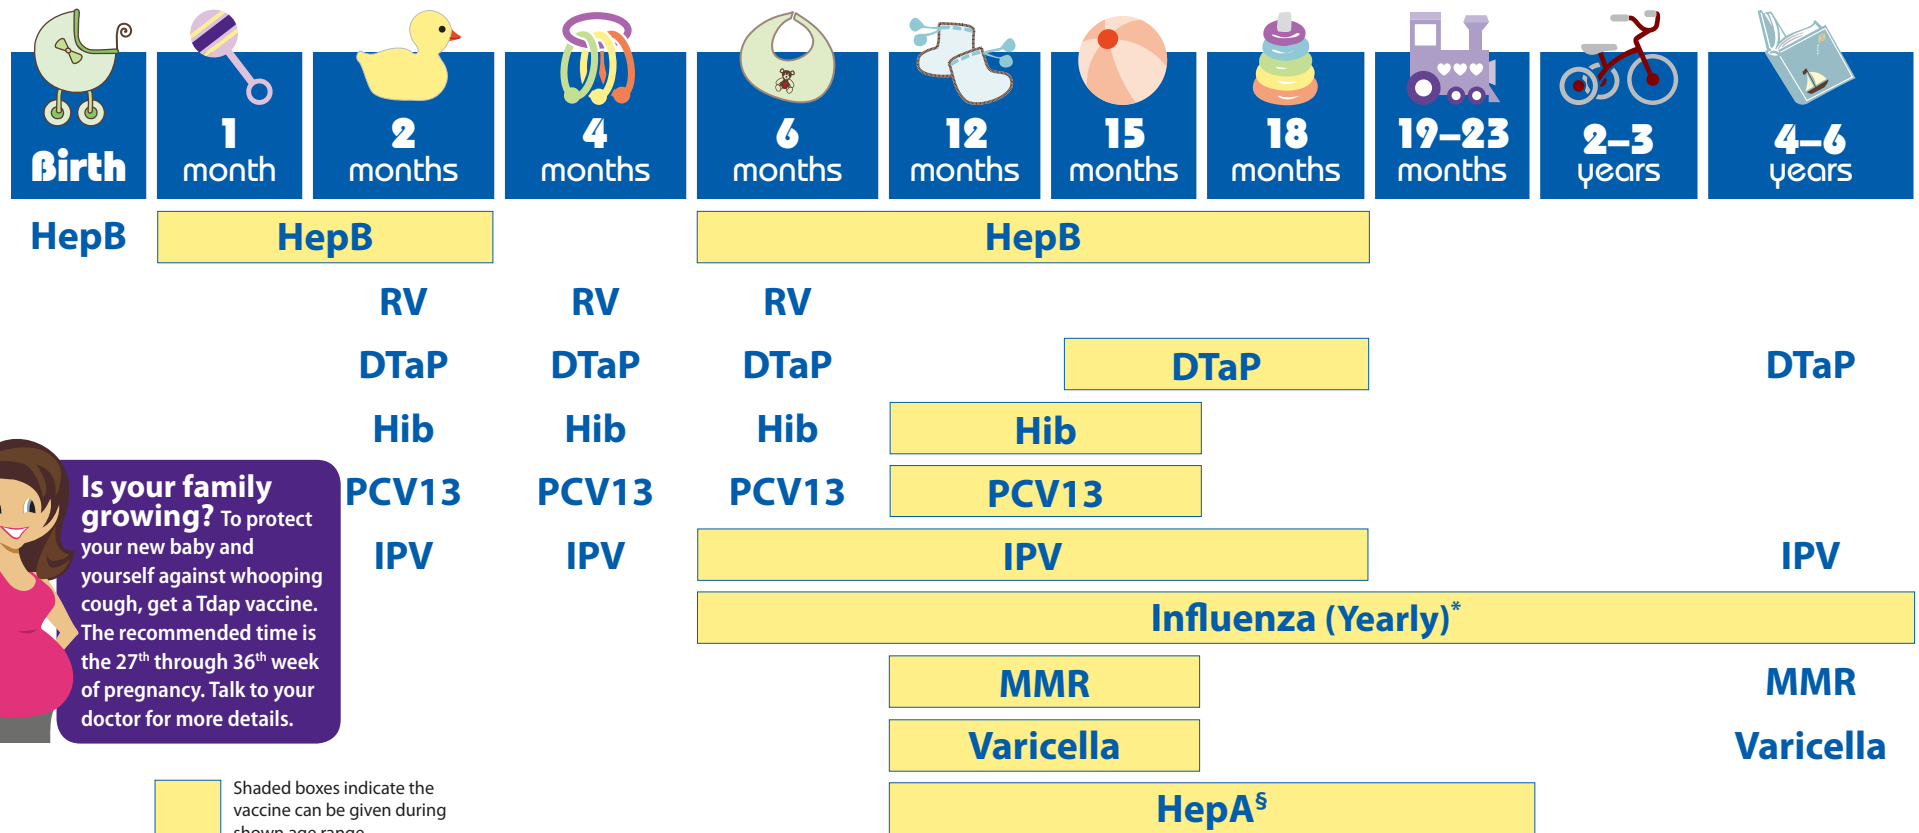 Birth
1 month
2 months
4 months
6 months
12 months
15 months
18 months
19–23 months
2–3 years
4–6 years
HepB HepB HepB
RV RV RV
DTaP DTaP DTaP DTaP DTaP
Hib Hib Hib Hib
PCV13 PCV13 PCV13 PCV13
IPV IPV IPV IPV
Influenza (Yearly)*
MMR MMR
Varicella Varicella
HepA§
Is your family
growing? To protect
your new baby and
yourself against whooping
cough, get a Tdap vaccine.
The recommended time is
the 27th through 36th week
of pregnancy. Talk to your
doctor for more details.
Shaded boxes indicate the
vaccine can be given during
shown age range